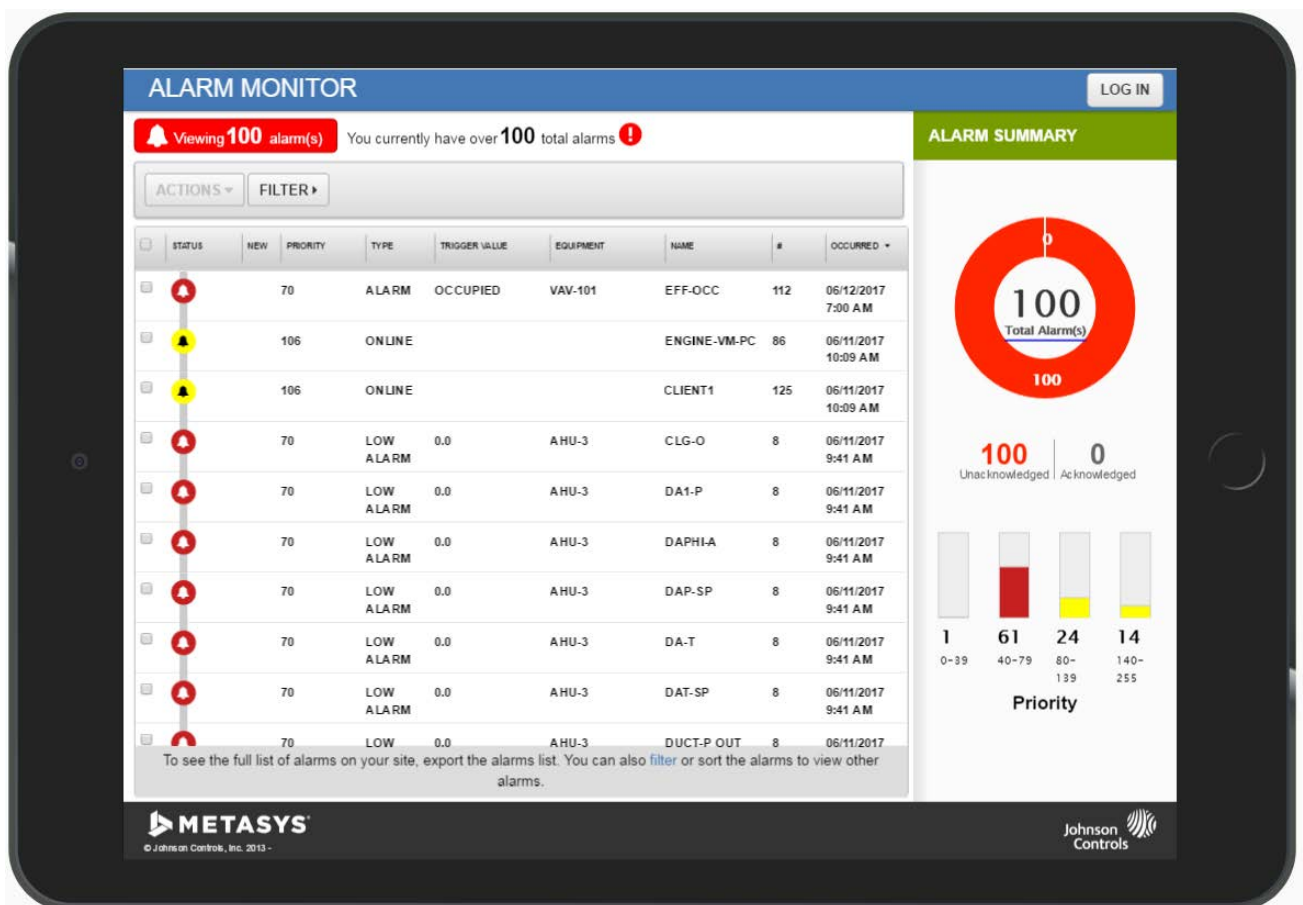 ALARM MONITOR
LOG IN
Viewing 100 alarm(s) You currently have over 100 total alarms !
ACTIONS FILTER
STATUS NEW PRIORITY TYPE TRIGGER VALUE EQUIPMENT NAME # OCCURRED
70 ALARM OCCUPIED VAV-101 EFF-OCC 112 06/12/2017
7:00 AM
106 ONLINE ENGINE-VM-PC 86 06/11/2017
10:09 AM
106 ONLINE CLIENT1 125 06/11/2017
10:09 AM
70 LOW 0.0 AHU-3 CLG-O 8 06/11/2017
ALARM 9:41 AM
70 LOW 0.0 AHU-3 DA1-P 8 06/11/2017
ALARM 9:41 AM
70 LOW 0.0 AHU-3 DAPHI-A 8 06/11/2017
ALARM 9:41 AM
70 LOW 0.0 AHU-3 DAP-SP 8 06/11/2017
ALARM 9:41 AM
70 LOW 0.0 AHU-3 DA-T 8 06/11/2017
ALARM 9:41 AM
70 LOW 0.0 AHU-3 DAT-SP 8 06/11/2017
ALARM 9:41 AM
70 LOW 0.0 AHU-3 DUCT-P OUT 8 06/11/2017
To see the full list of alarms on your site, export the alarms list. You can also filter or sort the alarms to view other
alarms.
ALARM SUMMARY
0
100
Total Alarm(s)
100
100 0
Unacknowledged Acknowledged
1 61 24 14
0-39 40-79 80- 140-
139 255
Priority
METASYS
© Johnson Controls, Inc. 2013 -
Johnson
Controls